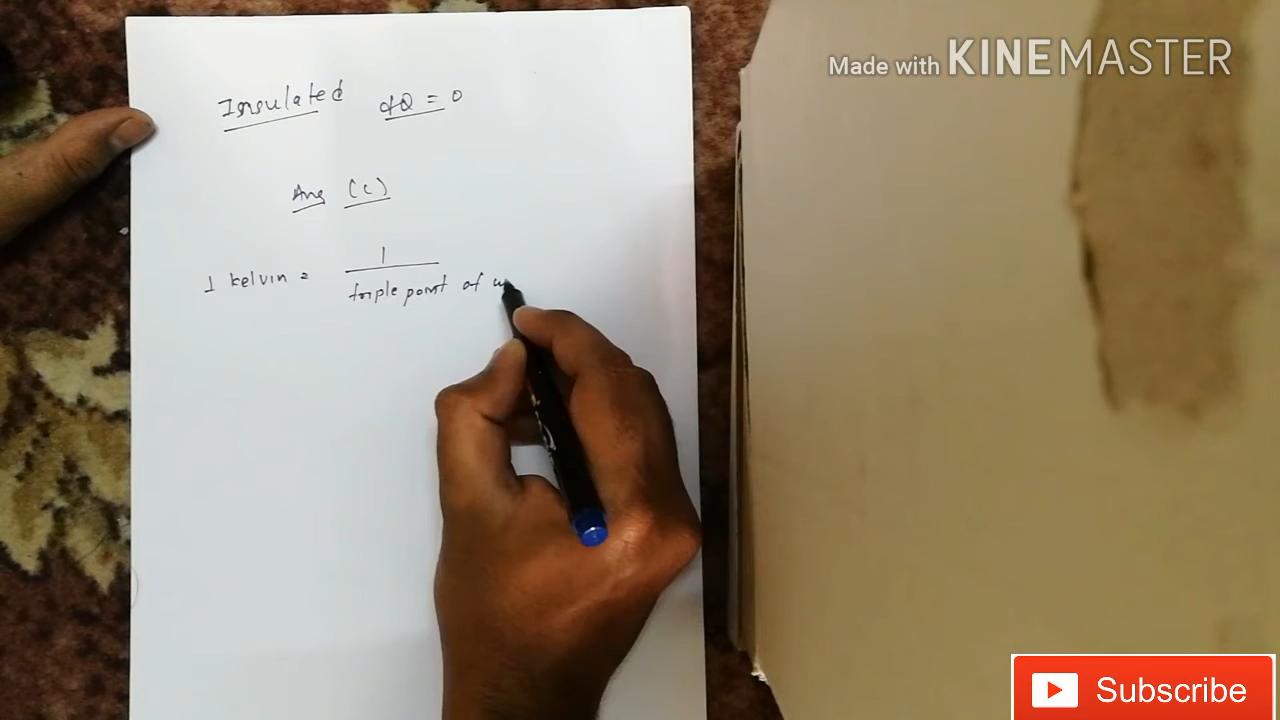 Made with KINEMASTER
Insulated dQ = 0
Ans (c)
1 kelvin = 1
triple point of w
Subscribe